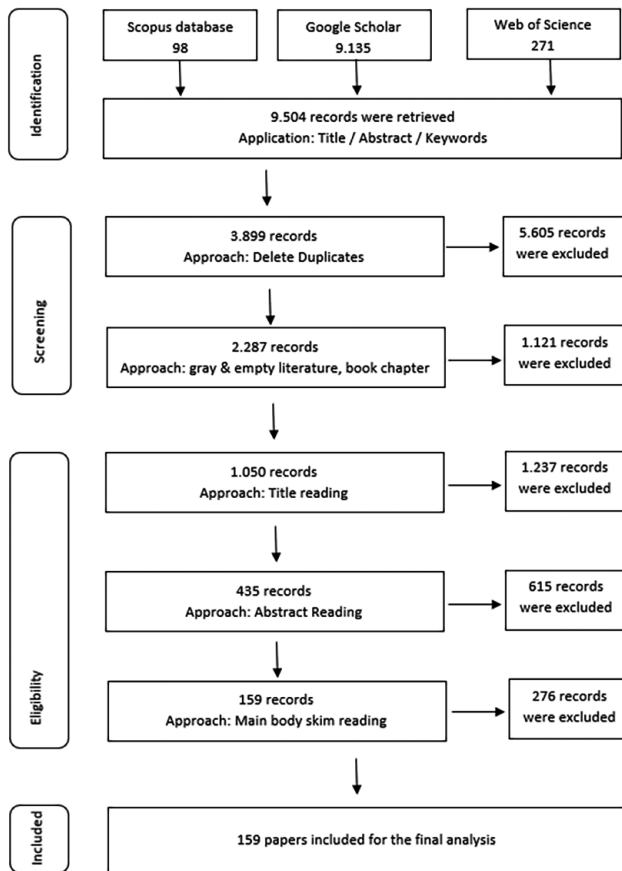 Identification
Scopus database
98
Google Scholar
9.135
Web of Science
271
9.504 records were retrieved
Application: Title / Abstract / Keywords
Screening
3.899 records
Approach: Delete Duplicates
5.605 records
were excluded
2.287 records
Approach: gray & empty literature, book chapter
1.121 records
were excluded
Eligibility
1.050 records
Approach: Title reading
1.237 records
were excluded
435 records
Approach: Abstract Reading
615 records
were excluded
159 records
Approach: Main body skim reading
276 records
were excluded
Included
159 papers included for the final analysis